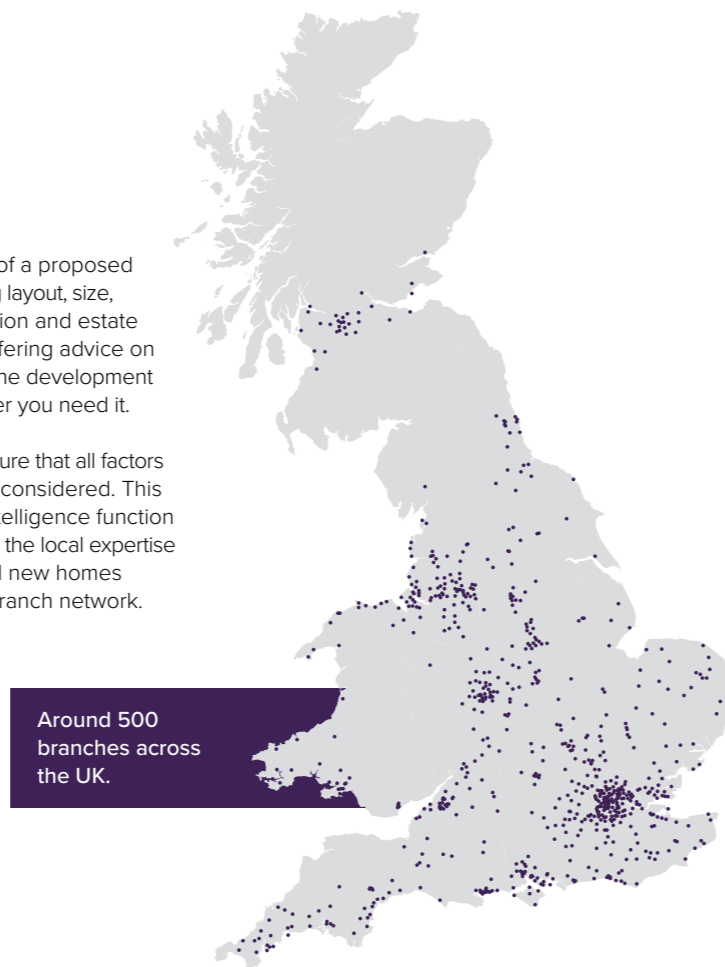 of a proposed
layout, size,
ion and estate
fering advice on
he development
er you need it.
ure that all factors
considered. This
telligence function
the local expertise
new homes
ranch network.
Around 500
branches across
the UK.